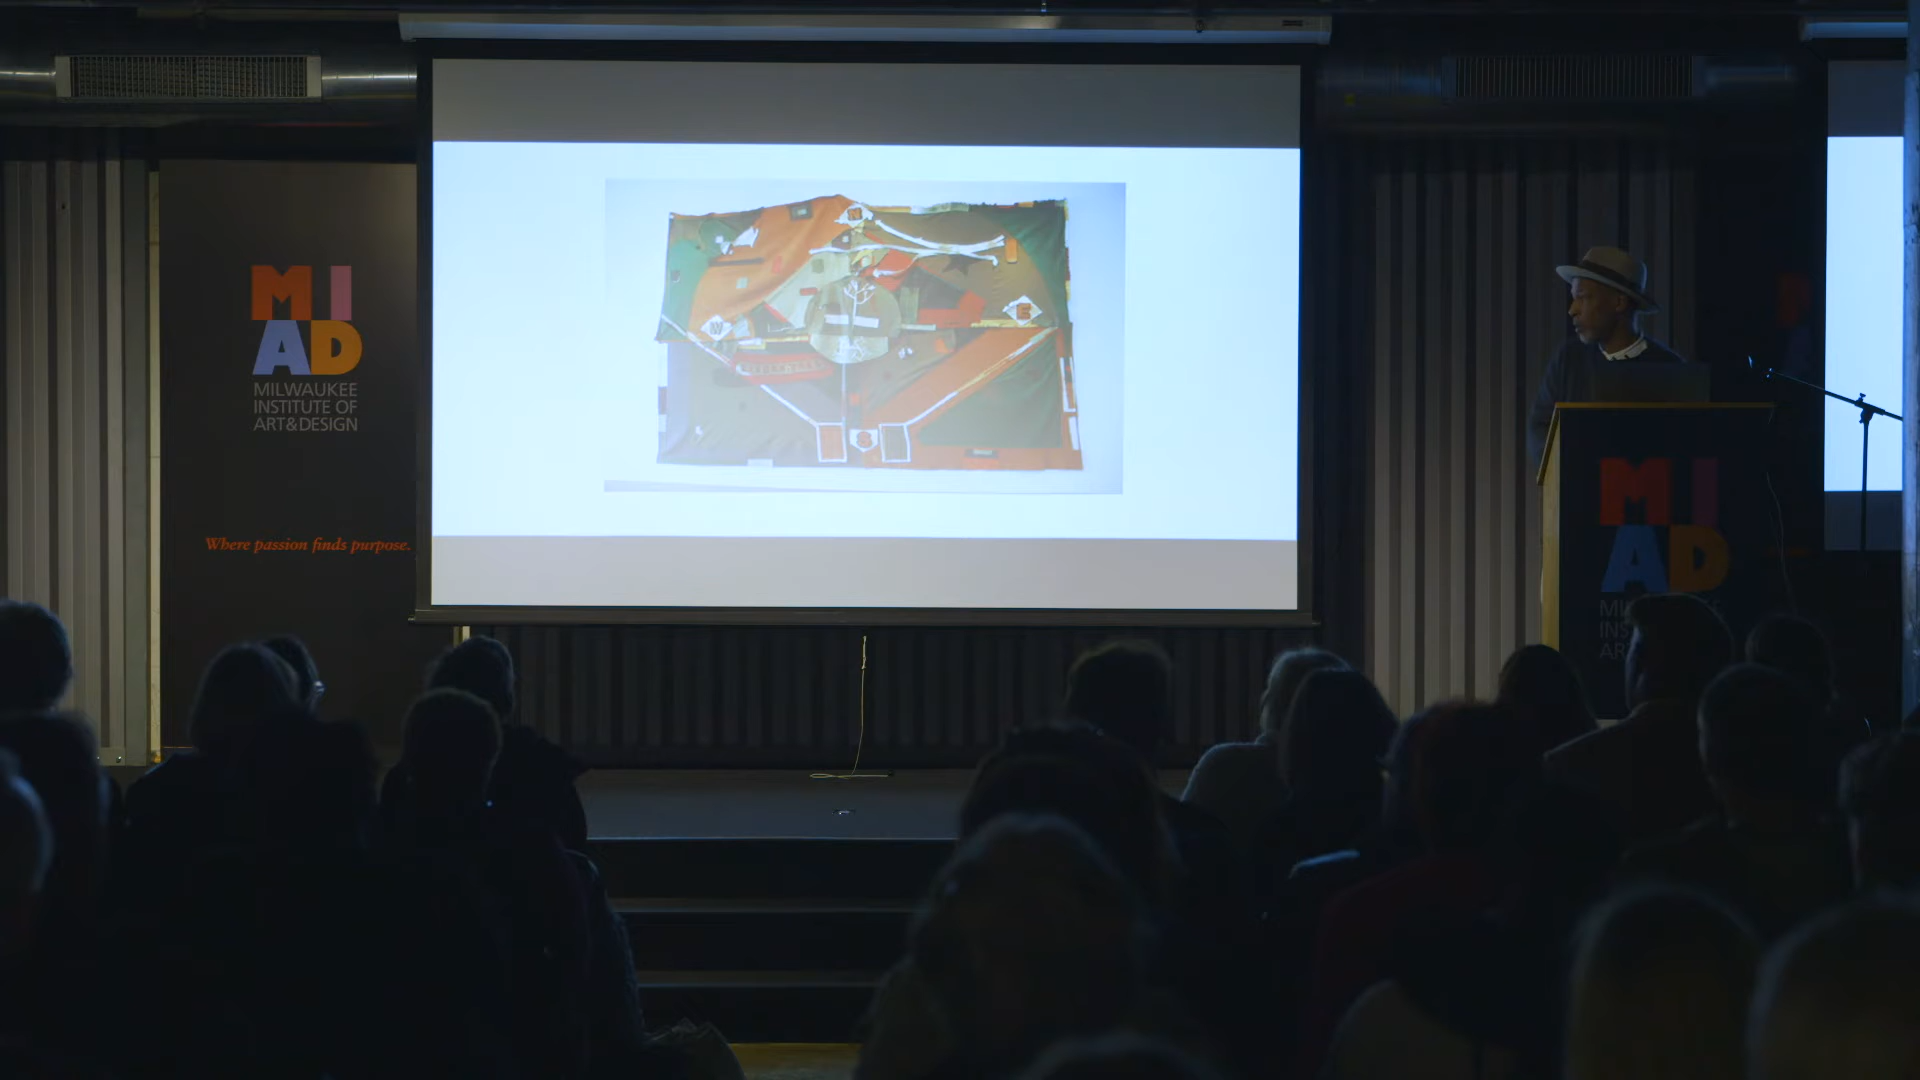 MI
AD
MILWAUKEE
INSTITUTE OF
ART&DESIGN
Where passion finds purpose.
N
W
E
S
MI
AD